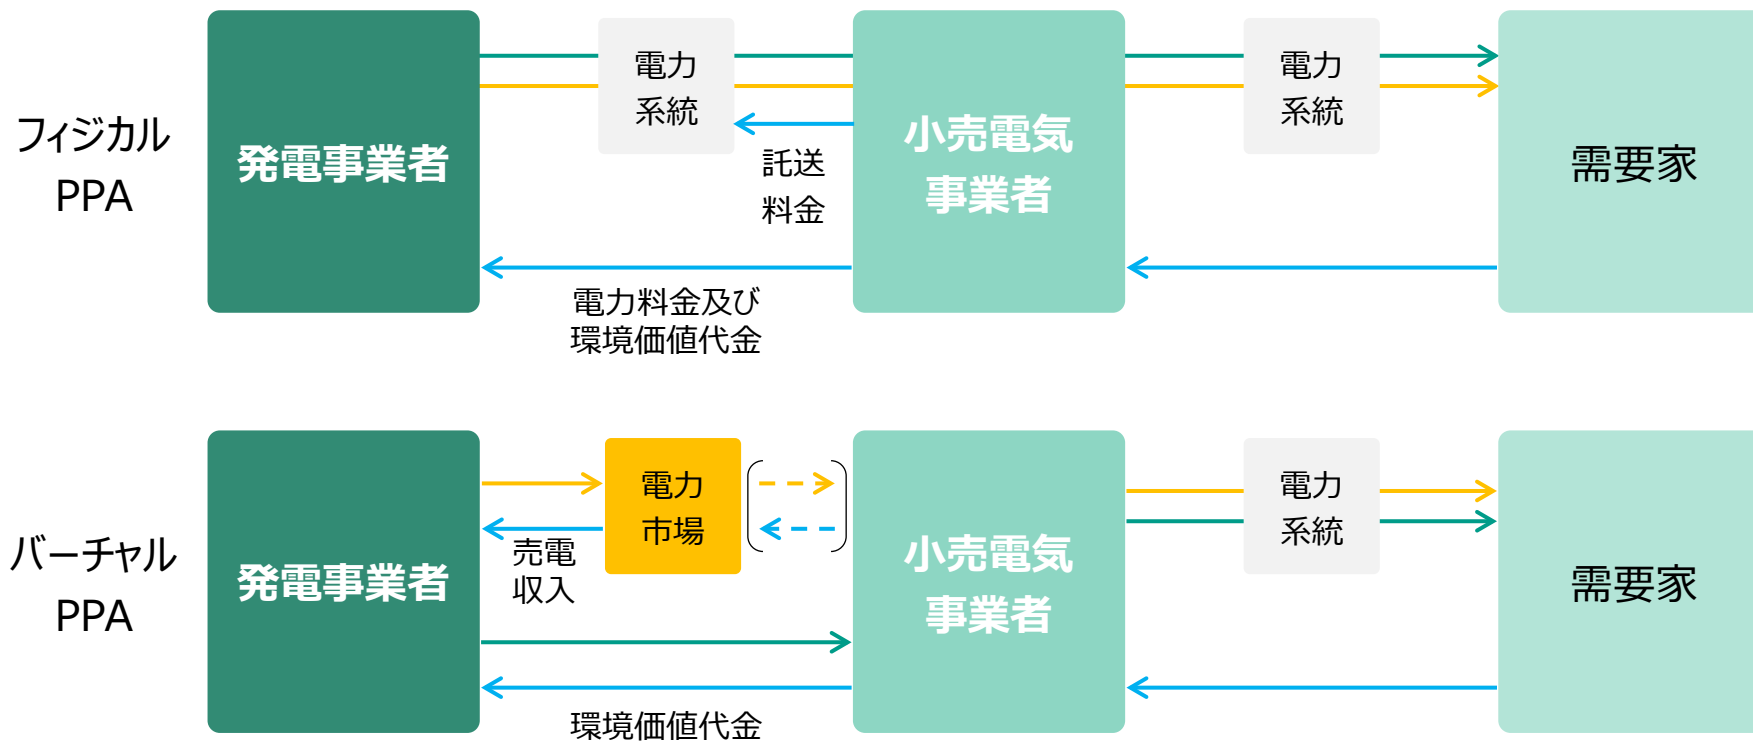 フィジカル
PPA
発電事業者
電力
系統
託送
料金
小売電気
事業者
電力
系統
需要家
電力料金及び
環境価値代金
バーチャル
PPA
発電事業者
電力
市場
売電
収入
小売電気
事業者
電力
系統
需要家
環境価値代金